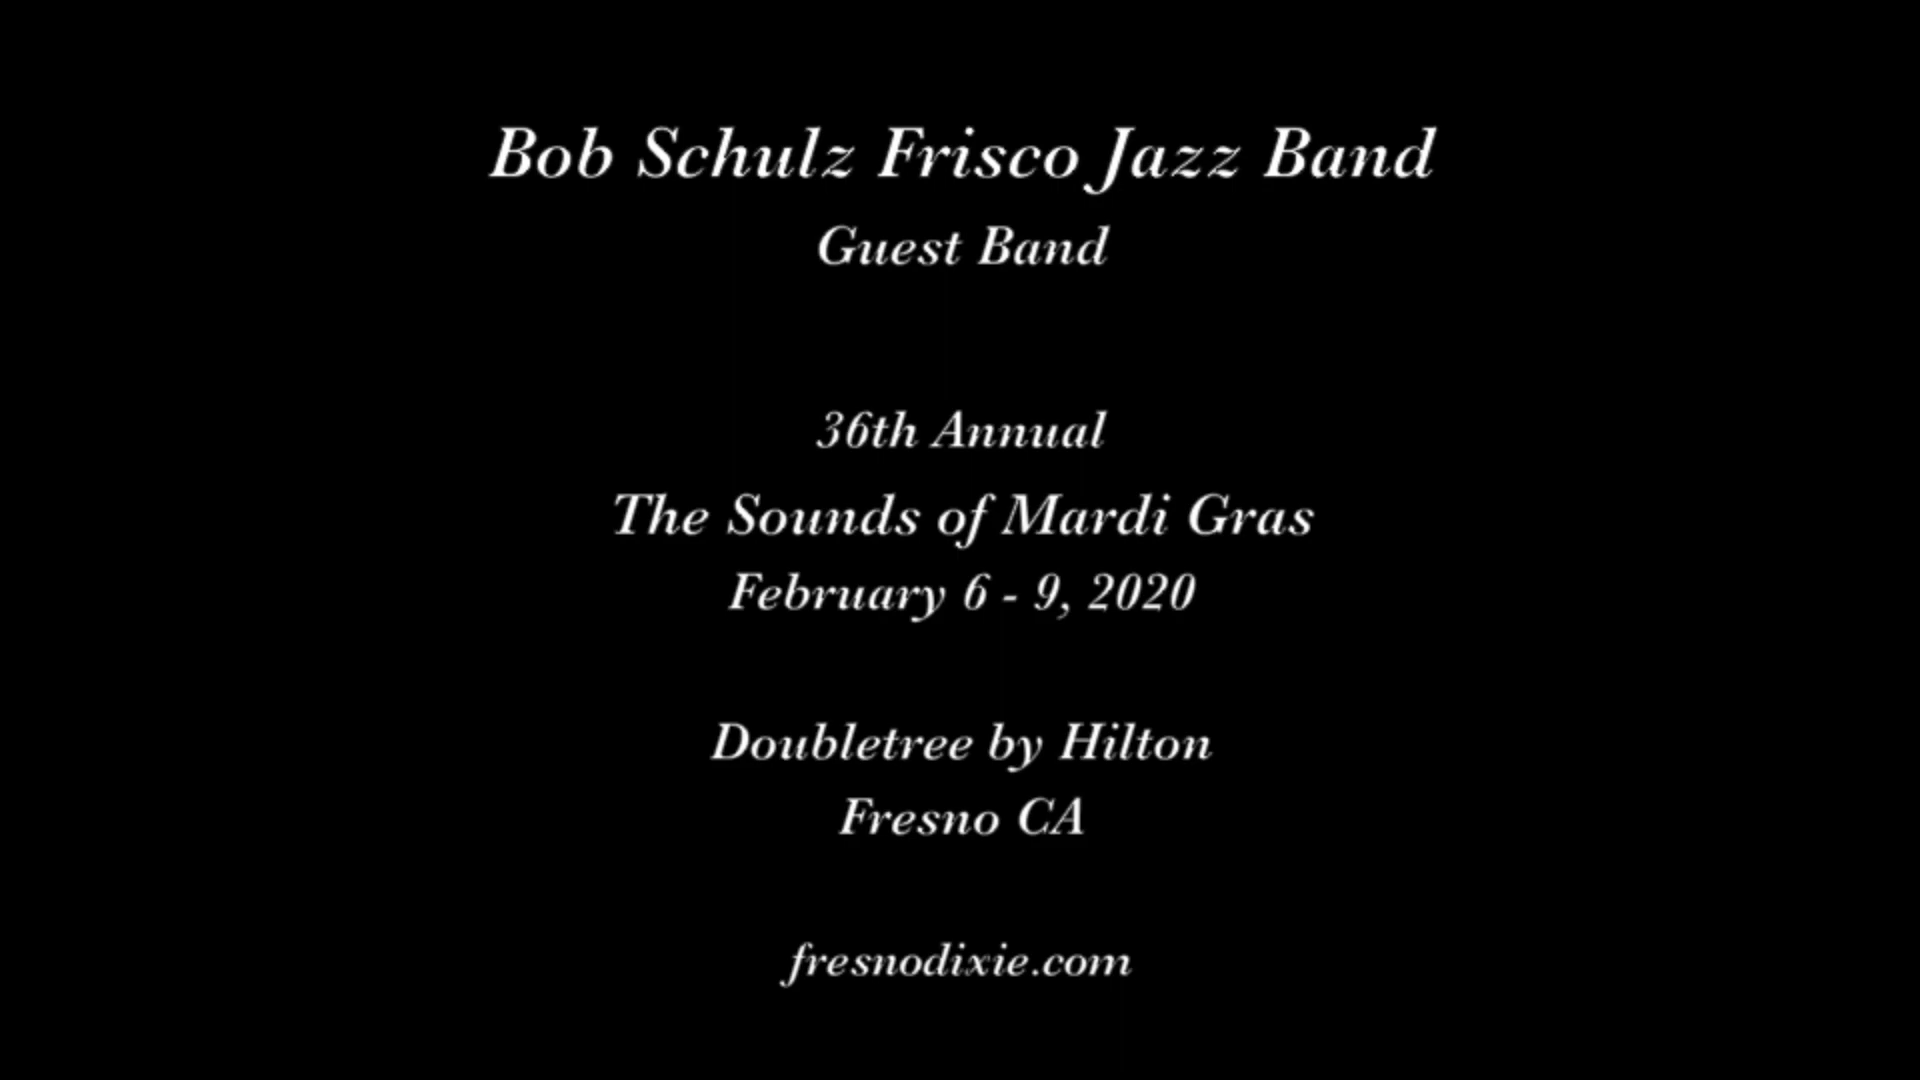 Bob Schulz Frisco Jazz Band
Guest Band
36th Annual
The Sounds of Mardi Gras
February 6 - 9, 2020
Doubletree by Hilton
Fresno CA
fresnodixie.com